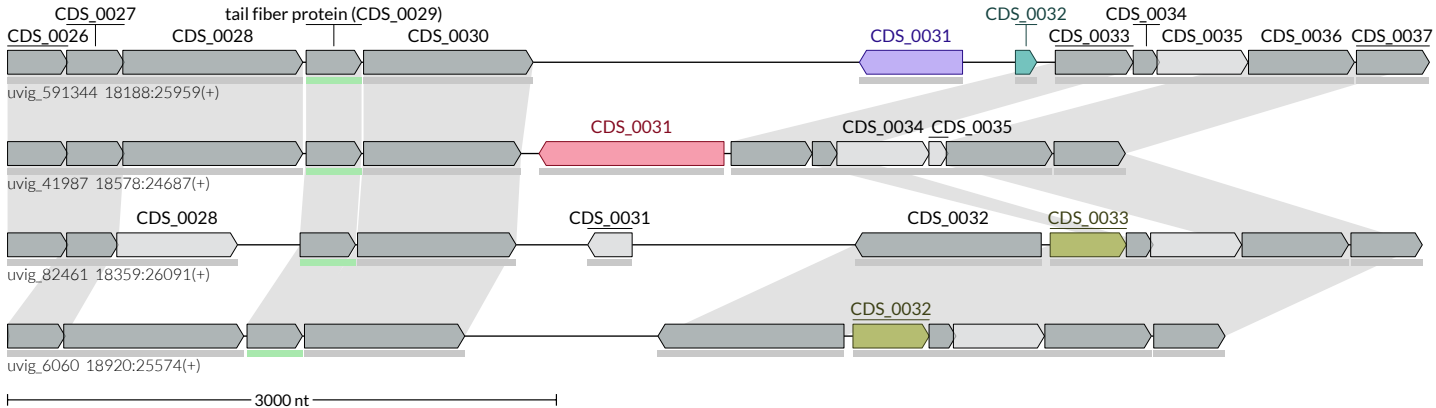 CDS_0027 tail fiber protein (CDS_0029) CDS_0032 CDS_0034
CDS_0026 CDS_0028 CDS_0030 CDS_0031 CDS_0033 CDS_0035 CDS_0036 CDS_0037
uvig_591344 18188:25959(+)
CDS_0031 CDS_0034 CDS_0035
uvig_41987 18578:24687(+)
CDS_0028 CDS_0031 CDS_0032 CDS_0033
uvig_82461 18359:26091(+)
CDS_0032
uvig_6060 18920:25574(+)
3000 nt